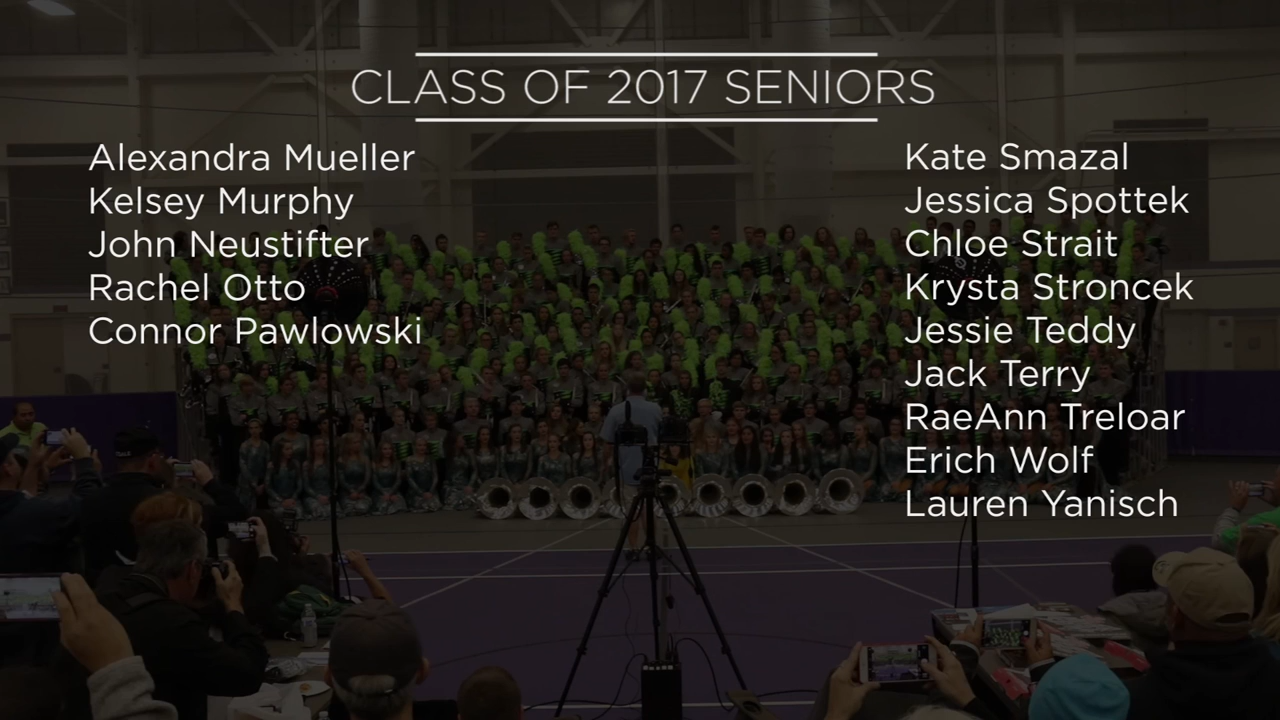 CLASS OF 2017 SENIORS
Alexandra Mueller
Kelsey Murphy
John Neustifter
Rachel Otto
Connor Pawlowski
Kate Smazal
Jessica Spottek
Chloe Strait
Krysta Stroncek
Jessie Teddy
Jack Terry
RaeAnn Treloar
Erich Wolf
Lauren Yanisch